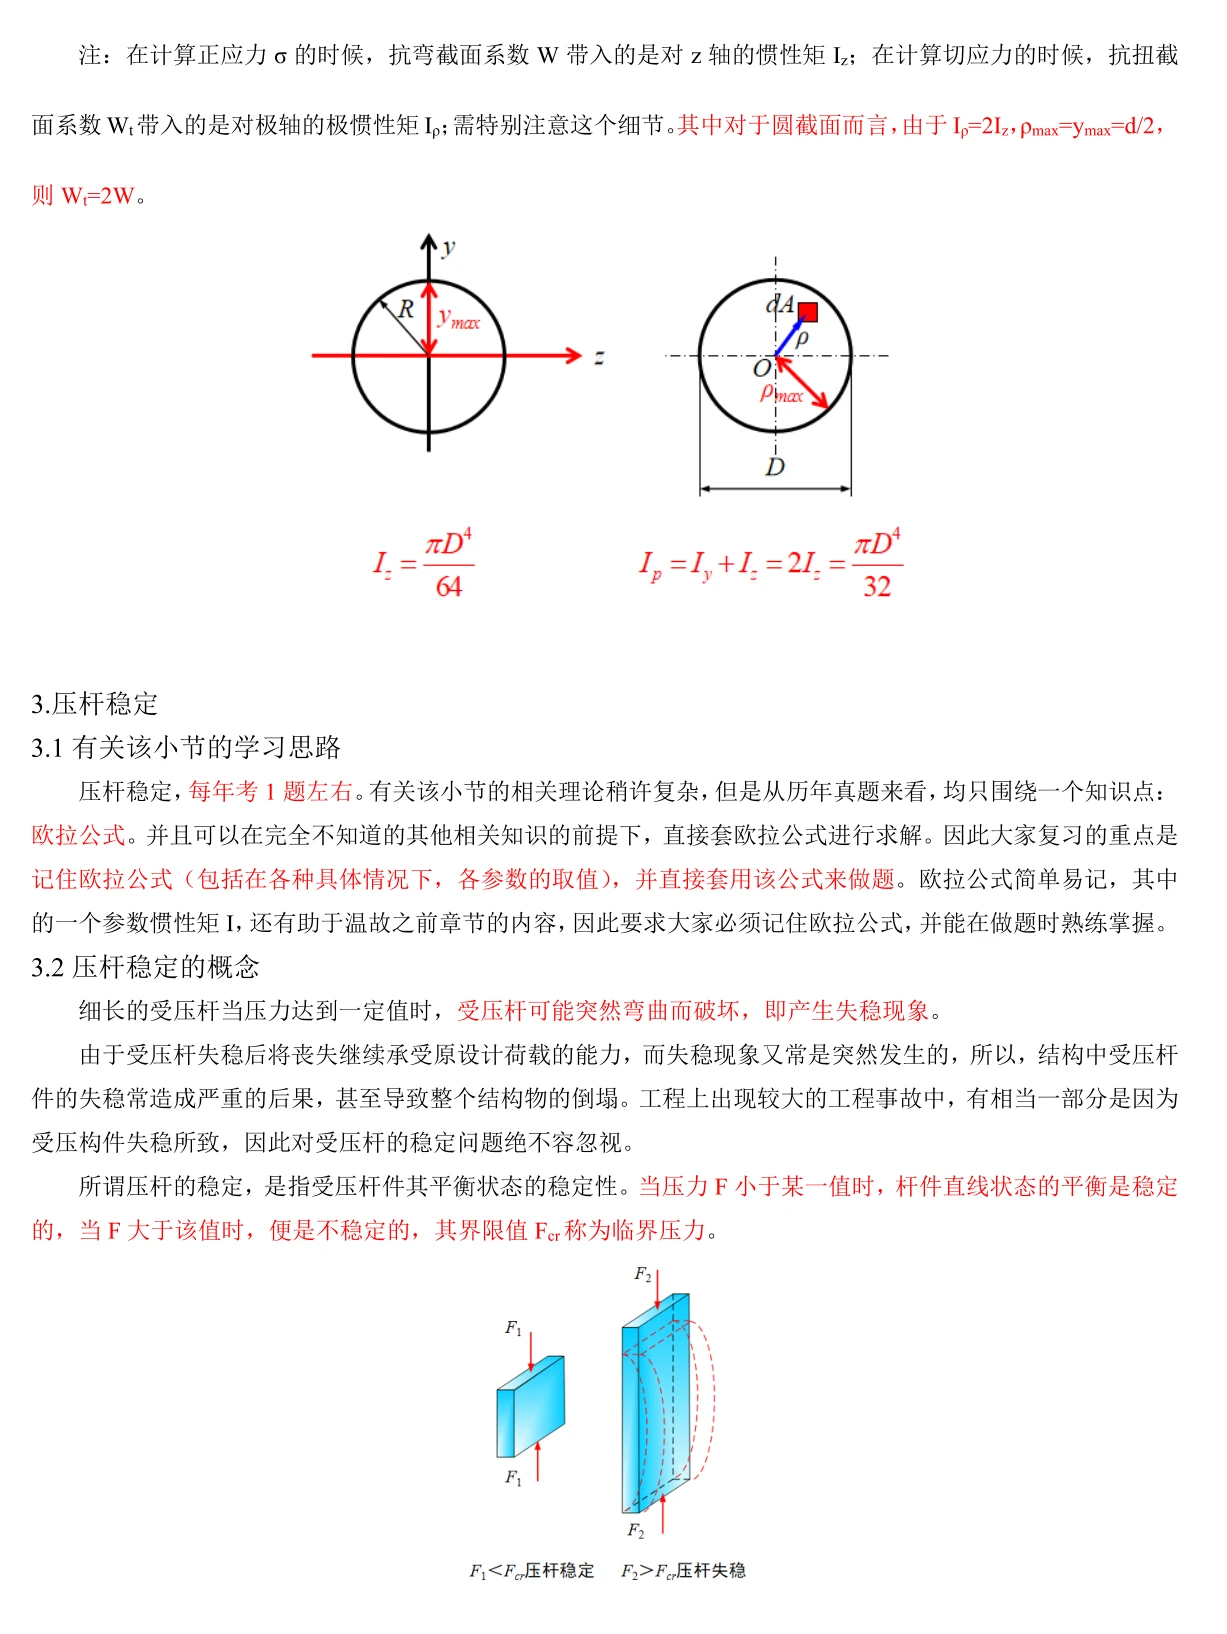 注：在计算正应力 σ 的时候，抗弯截面系数 W 带入的是对 z 轴的惯性矩 Iz；在计算切应力的时候，抗扭截
面系数 Wt 带入的是对极轴的极惯性矩 Iρ；需特别注意这个细节。其中对于圆截面而言，由于 Iρ=2Iz，ρmax=ymax=d/2，
则 Wt=2W。
y
R
ymax
z
dA
ρ
O
ρmax
D
Iz = πD⁴/64
Ip = Iy + Iz = 2Iz = πD⁴/32
3.压杆稳定
3.1 有关该小节的学习思路
压杆稳定，每年考 1 题左右。有关该小节的相关理论稍许复杂，但是从历年真题来看，均只围绕一个知识点：
欧拉公式。并且可以在完全不知道的其他相关知识的前提下，直接套欧拉公式进行求解。因此大家复习的重点是
记住欧拉公式（包括在各种具体情况下，各参数的取值），并直接套用该公式来做题。欧拉公式简单易记，其中
的一个参数惯性矩 I，还有助于温故之前章节的内容，因此要求大家必须记住欧拉公式，并能在做题时熟练掌握。
3.2 压杆稳定的概念
细长的受压杆当压力达到一定值时，受压杆可能突然弯曲而破坏，即产生失稳现象。
由于受压杆失稳后将丧失继续承受原设计荷载的能力，而失稳现象又常是突然发生的，所以，结构中受压杆
件的失稳常造成严重的后果，甚至导致整个结构物的倒塌。工程上出现较大的工程事故中，有相当一部分是因为
受压构件失稳所致，因此对受压杆的稳定问题绝不容忽视。
所谓压杆的稳定，是指受压杆件其平衡状态的稳定性。当压力 F 小于某一值时，杆件直线状态的平衡是稳定
的，当 F 大于该值时，便是不稳定的，其界限值 Fcr 称为临界压力。
F2
F1
F1
F2
F1＜Fcr压杆稳定 F2＞Fcr压杆失稳